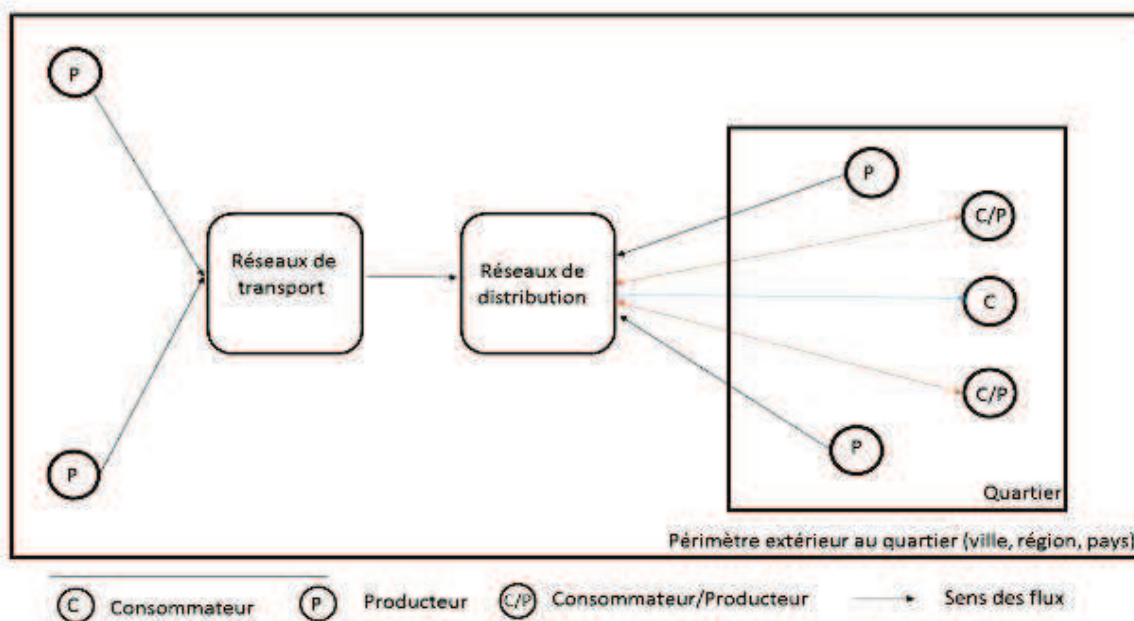 P
P
C/P
Réseaux de
transport
Réseaux de
distribution
C
C/P
P
P
Quartier
Périmètre extérieur au quartier (ville, région, pays)
C Consommateur P Producteur C/P Consommateur/Producteur Sens des flux